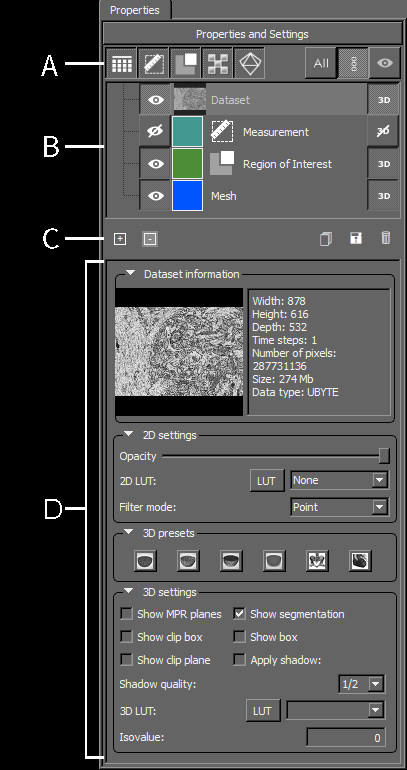 Properties
Properties and Settings
A
All
Dataset
3D
B
Measurement
3D
Region of Interest
3D
Mesh
3D
C
+
-
D
Dataset information
Width: 878
Height: 616
Depth: 532
Time steps: 1
Number of pixels:
287731136
Size: 274 Mb
Data type: UBYTE
2D settings
Opacity
2D LUT:
LUT
None
Filter mode:
Point
3D presets
3D settings
Show MPR planes
Show segmentation
Show clip box
Show box
Show clip plane
Apply shadow:
Shadow quality:
1/2
3D LUT:
LUT
Isovalue:
0